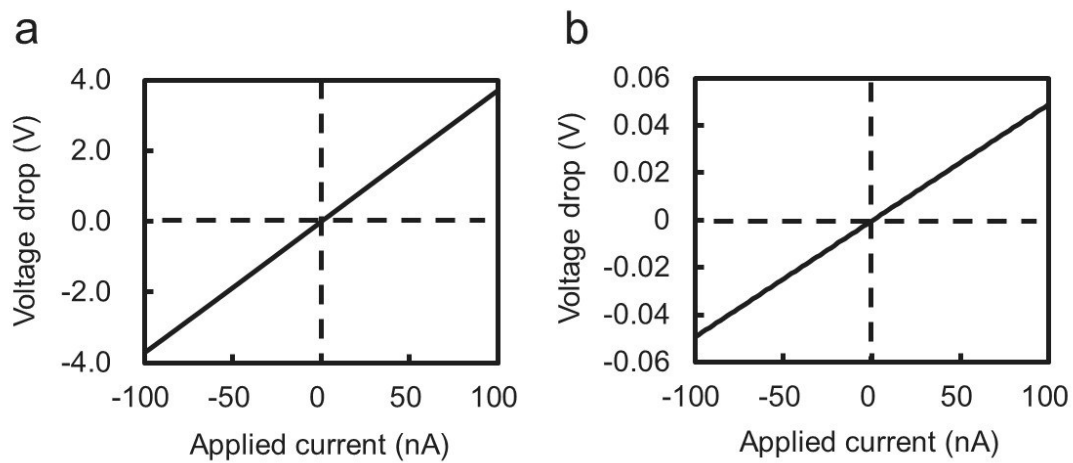 a
4.0
2.0
0.0
-2.0
-4.0
Voltage drop (V)
-100 -50 0 50 100
Applied current (nA)
b
0.06
0.04
0.02
0
-0.02
-0.04
-0.06
Voltage drop (V)
-100 -50 0 50 100
Applied current (nA)